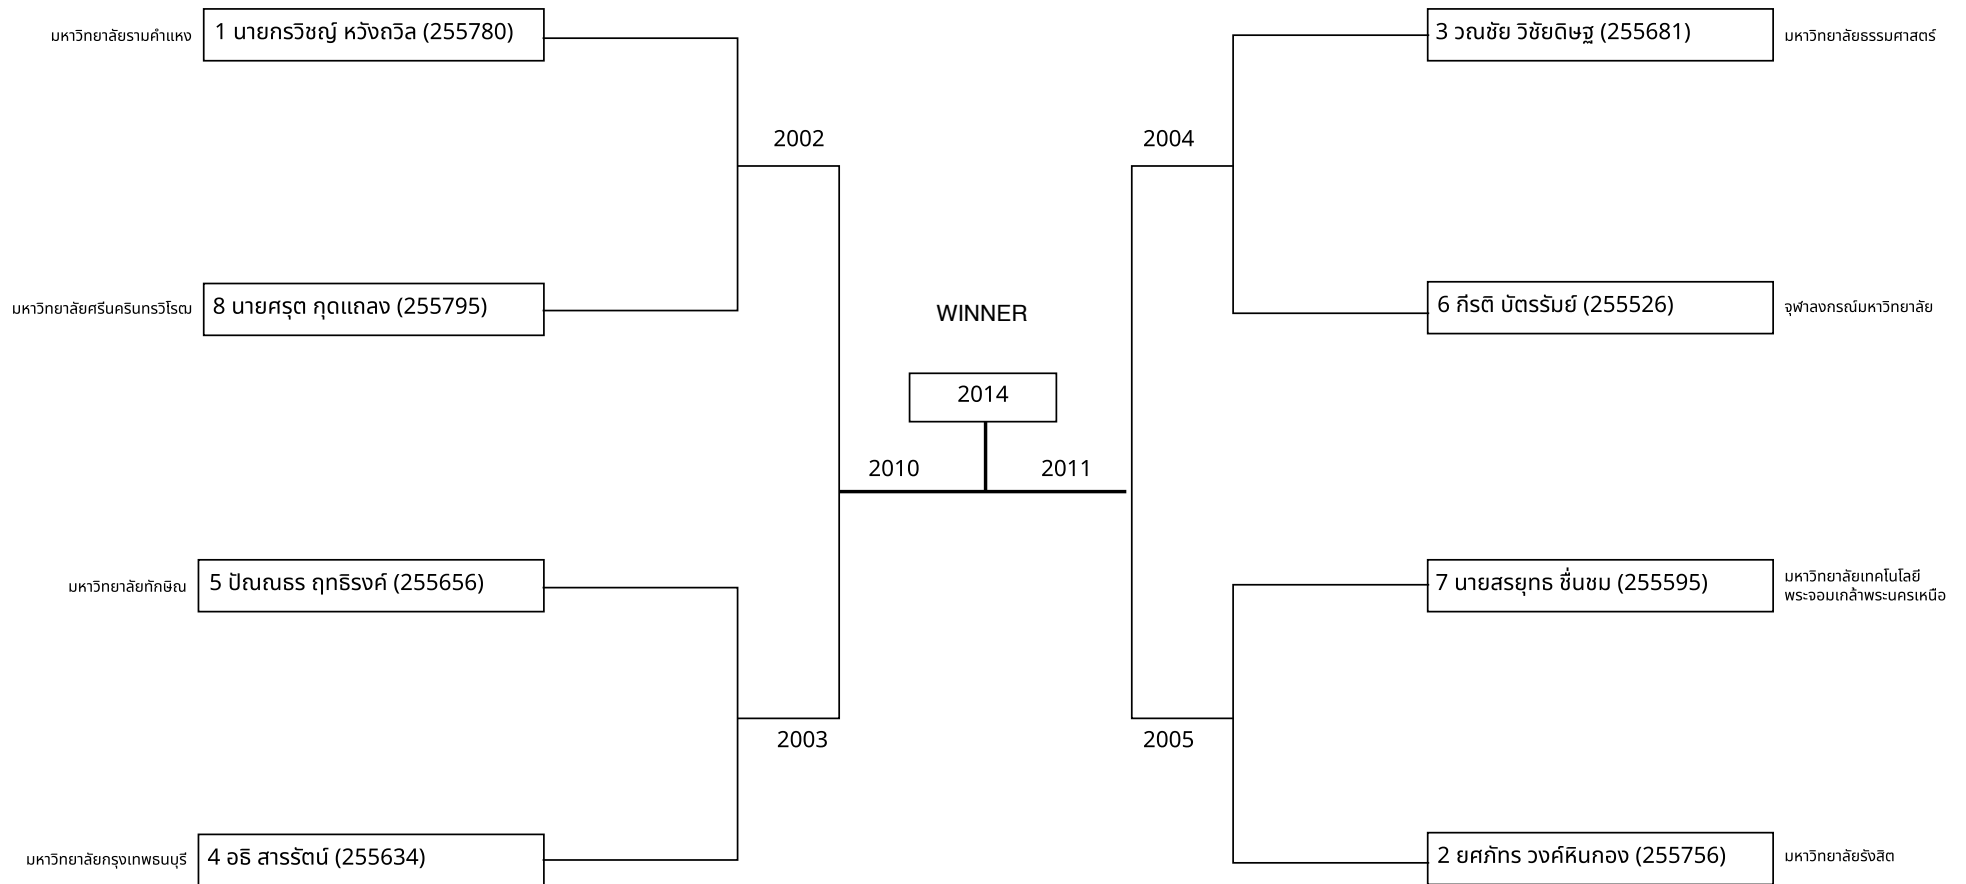 มหาวิทยาลัยรามคำแหง
1 นายกรวิชญ์ หวังถวิล (255780)
3 วณชัย วิชัยดิษฐ (255681)
มหาวิทยาลัยธรรมศาสตร์
2002
2004
มหาวิทยาลัยศรีนครินทรวิโรฒ
8 นายศรุต กุดแถลง (255795)
WINNER
6 กีรติ บัตรรัมย์ (255526)
จุฬาลงกรณ์มหาวิทยาลัย
2014
2010
2011
มหาวิทยาลัยทักษิณ
5 ปัณณธร ฤทธิรงค์ (255656)
7 นายสรยุทธ ชื่นชม (255595)
มหาวิทยาลัยเทคโนโลยี
พระจอมเกล้าพระนครเหนือ
2003
2005
มหาวิทยาลัยกรุงเทพธนบุรี
4 อธิ สารรัตน์ (255634)
2 ยศภัทร วงค์หินกอง (255756)
มหาวิทยาลัยรังสิต